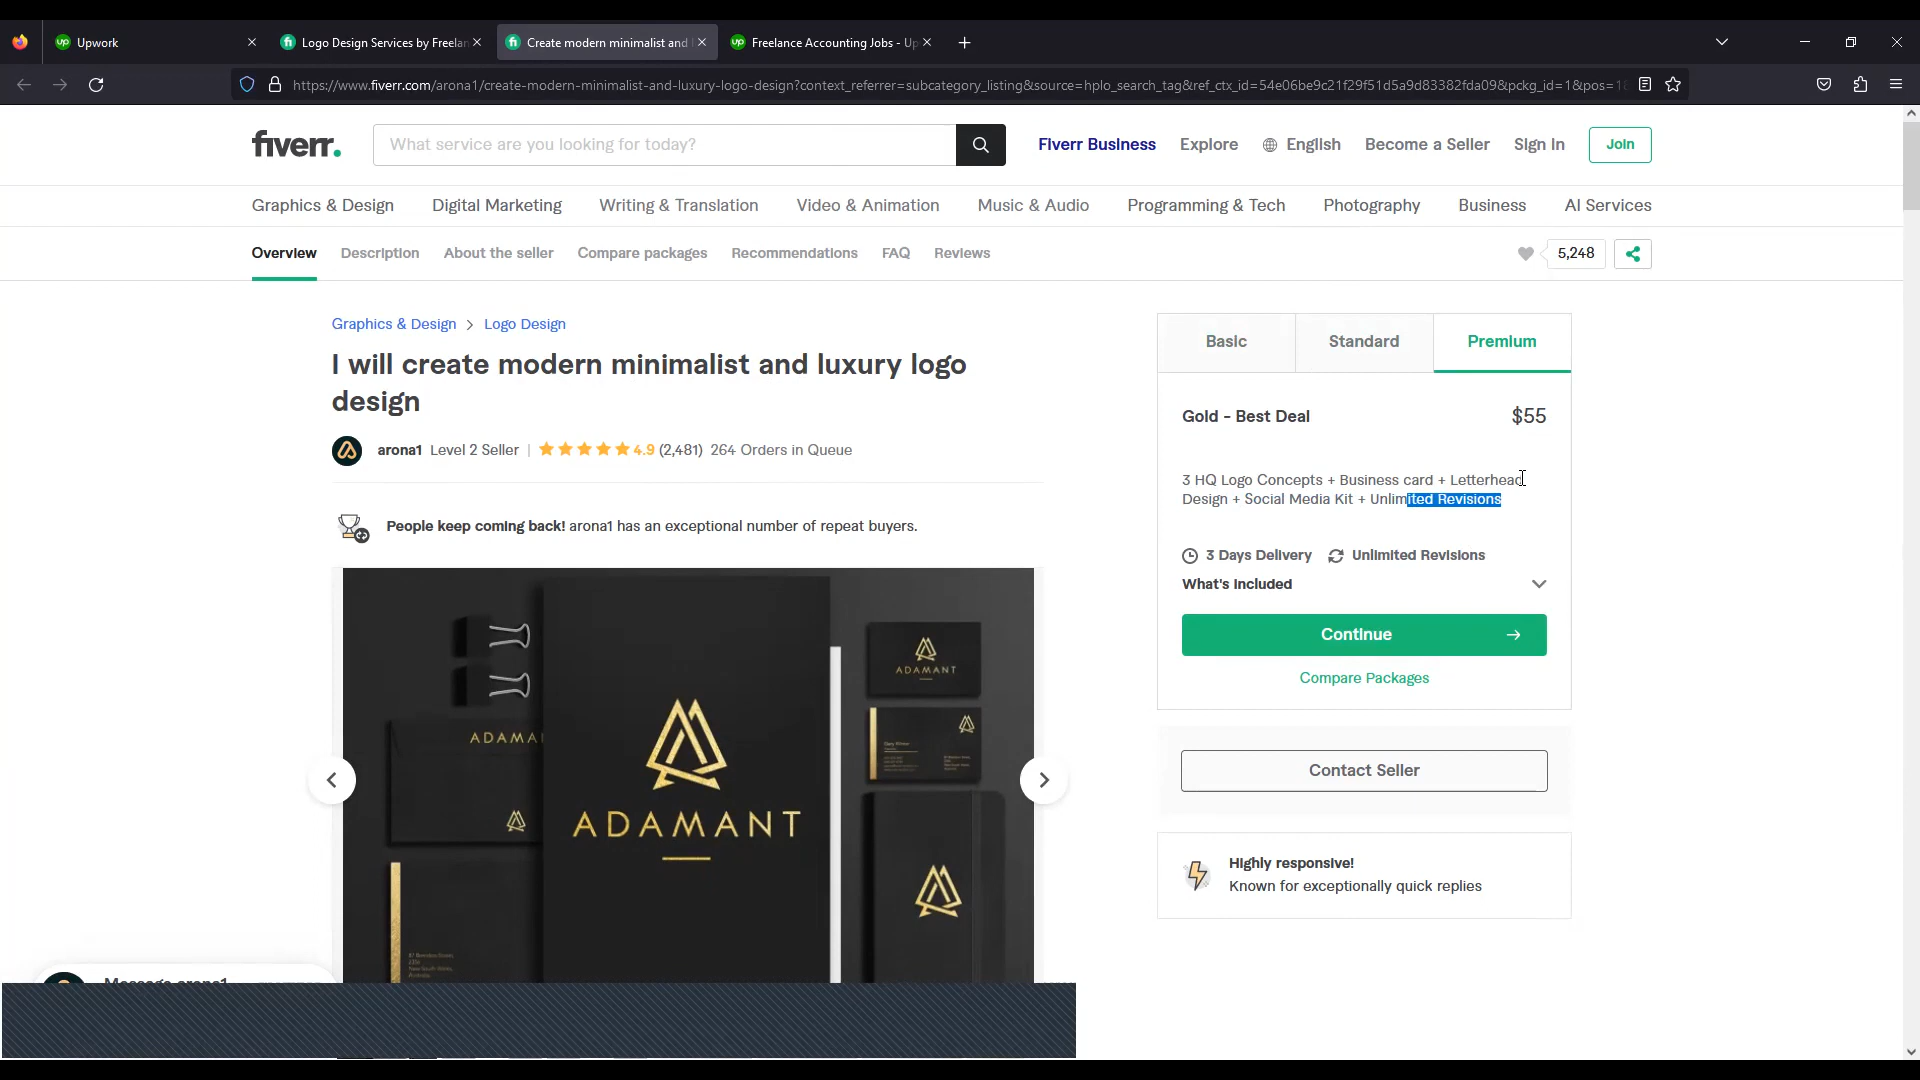 Upwork
Logo Design Services by Freelan
Create modern minimalist and
Freelance Accounting Jobs - Up
https://www.fiverr.com/arona1/create-modern-minimalist-and-luxury-logo-design?context_referrer=subcategory_listing&source=hplo_search_tag&ref_ctx_id=54e06be9c21f29f51d5a9d83382fda09&pckg_id=1&pos=1
fiverr.
What service are you looking for today?
Fiverr Business
Explore
English
Become a Seller
Sign In
Join
Graphics & Design
Digital Marketing
Writing & Translation
Video & Animation
Music & Audio
Programming & Tech
Photography
Business
AI Services
Overview
Description
About the seller
Compare packages
Recommendations
FAQ
Reviews
5,248
Graphics & Design > Logo Design
I will create modern minimalist and luxury logo
design
arona1 Level 2 Seller | 4.9 (2,481) 264 Orders in Queue
People keep coming back! arona1 has an exceptional number of repeat buyers.
ADAMANT
ADAMA
ADAMANT
Basic
Standard
Premium
Gold - Best Deal
$55
3 HQ Logo Concepts + Business card + Letterhead
Design + Social Media Kit + Unlimited Revisions
3 Days Delivery
Unlimited Revisions
What's Included
Continue
Compare Packages
Contact Seller
Highly responsive!
Known for exceptionally quick replies
Message arona1